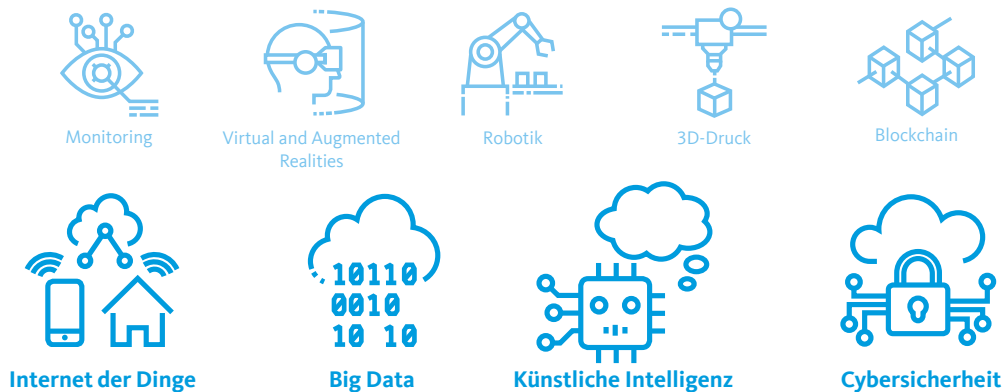 Monitoring
Virtual and Augmented
Realities
Robotik
3D-Druck
Blockchain
10110
0010
10 10
Internet der Dinge
Big Data
Künstliche Intelligenz
Cybersicherheit